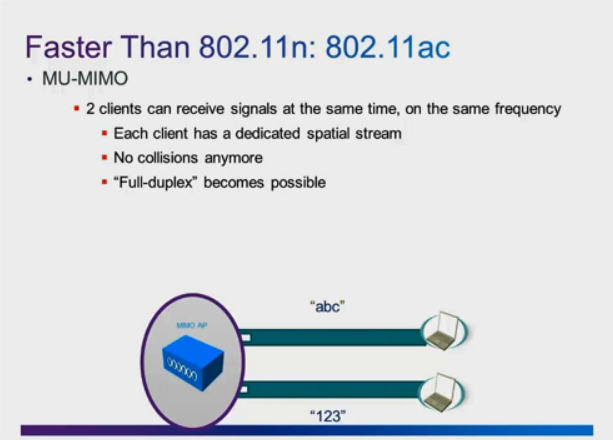 Faster Than 802.11n: 802.11ac
• MU-MIMO
▪ 2 clients can receive signals at the same time, on the same frequency
▪ Each client has a dedicated spatial stream
▪ No collisions anymore
▪ “Full-duplex” becomes possible
“abc”
MIMO AP
“123”